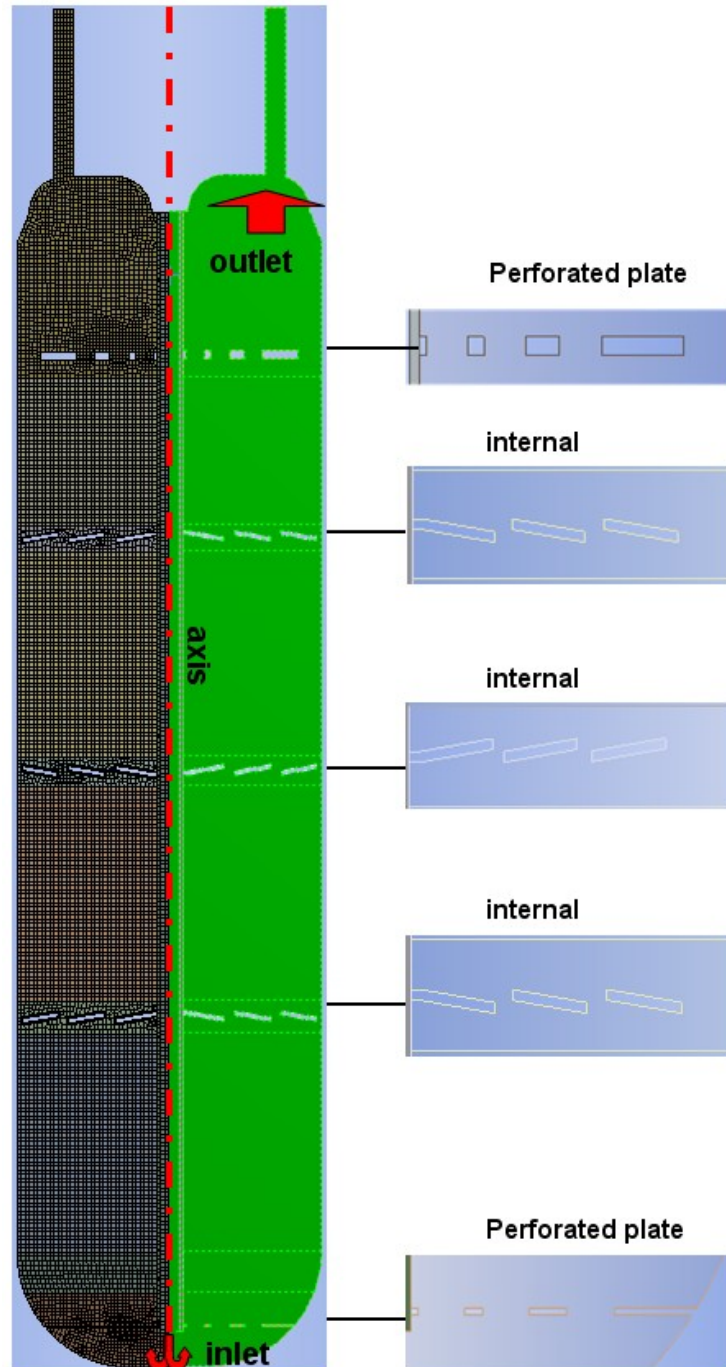 outlet
Perforated plate
internal
axis
internal
internal
Perforated plate
inlet